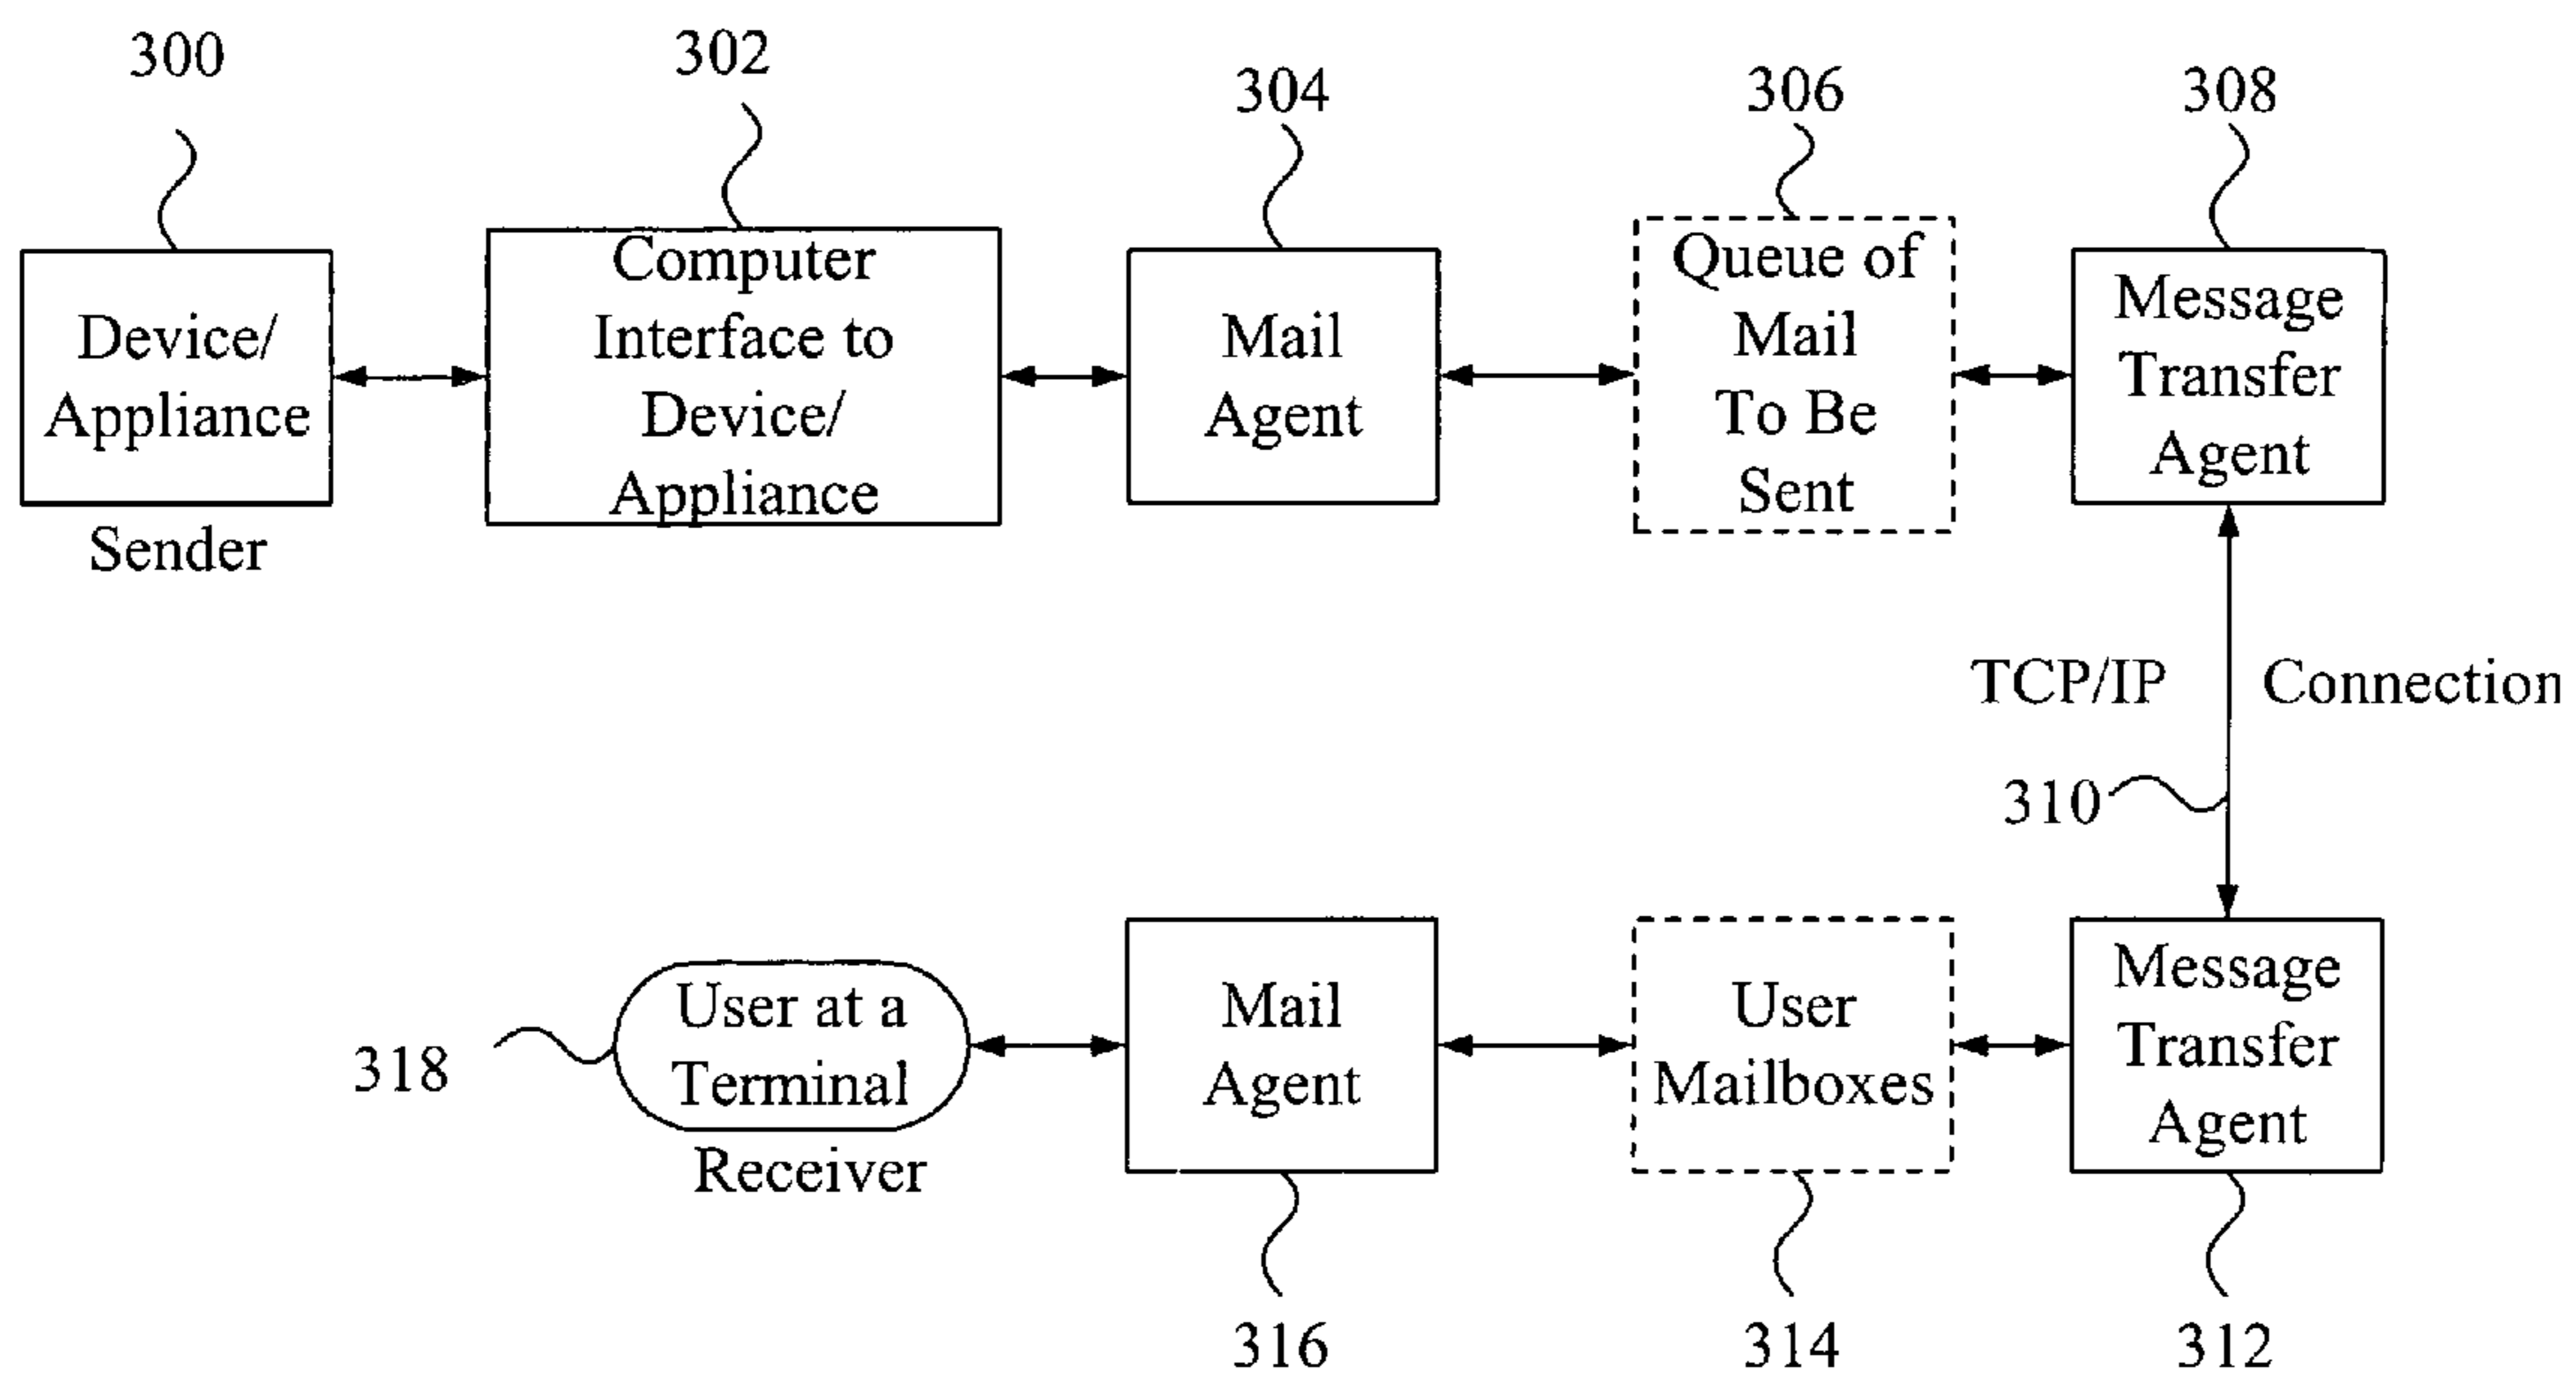 300
302
304
306
308
Device/
Appliance
Sender
Computer
Interface to
Device/
Appliance
Mail
Agent
Queue of
Mail
To Be
Sent
Message
Transfer
Agent
TCP/IP Connection
310
318
User at a
Terminal
Receiver
Mail
Agent
User
Mailboxes
Message
Transfer
Agent
316
314
312